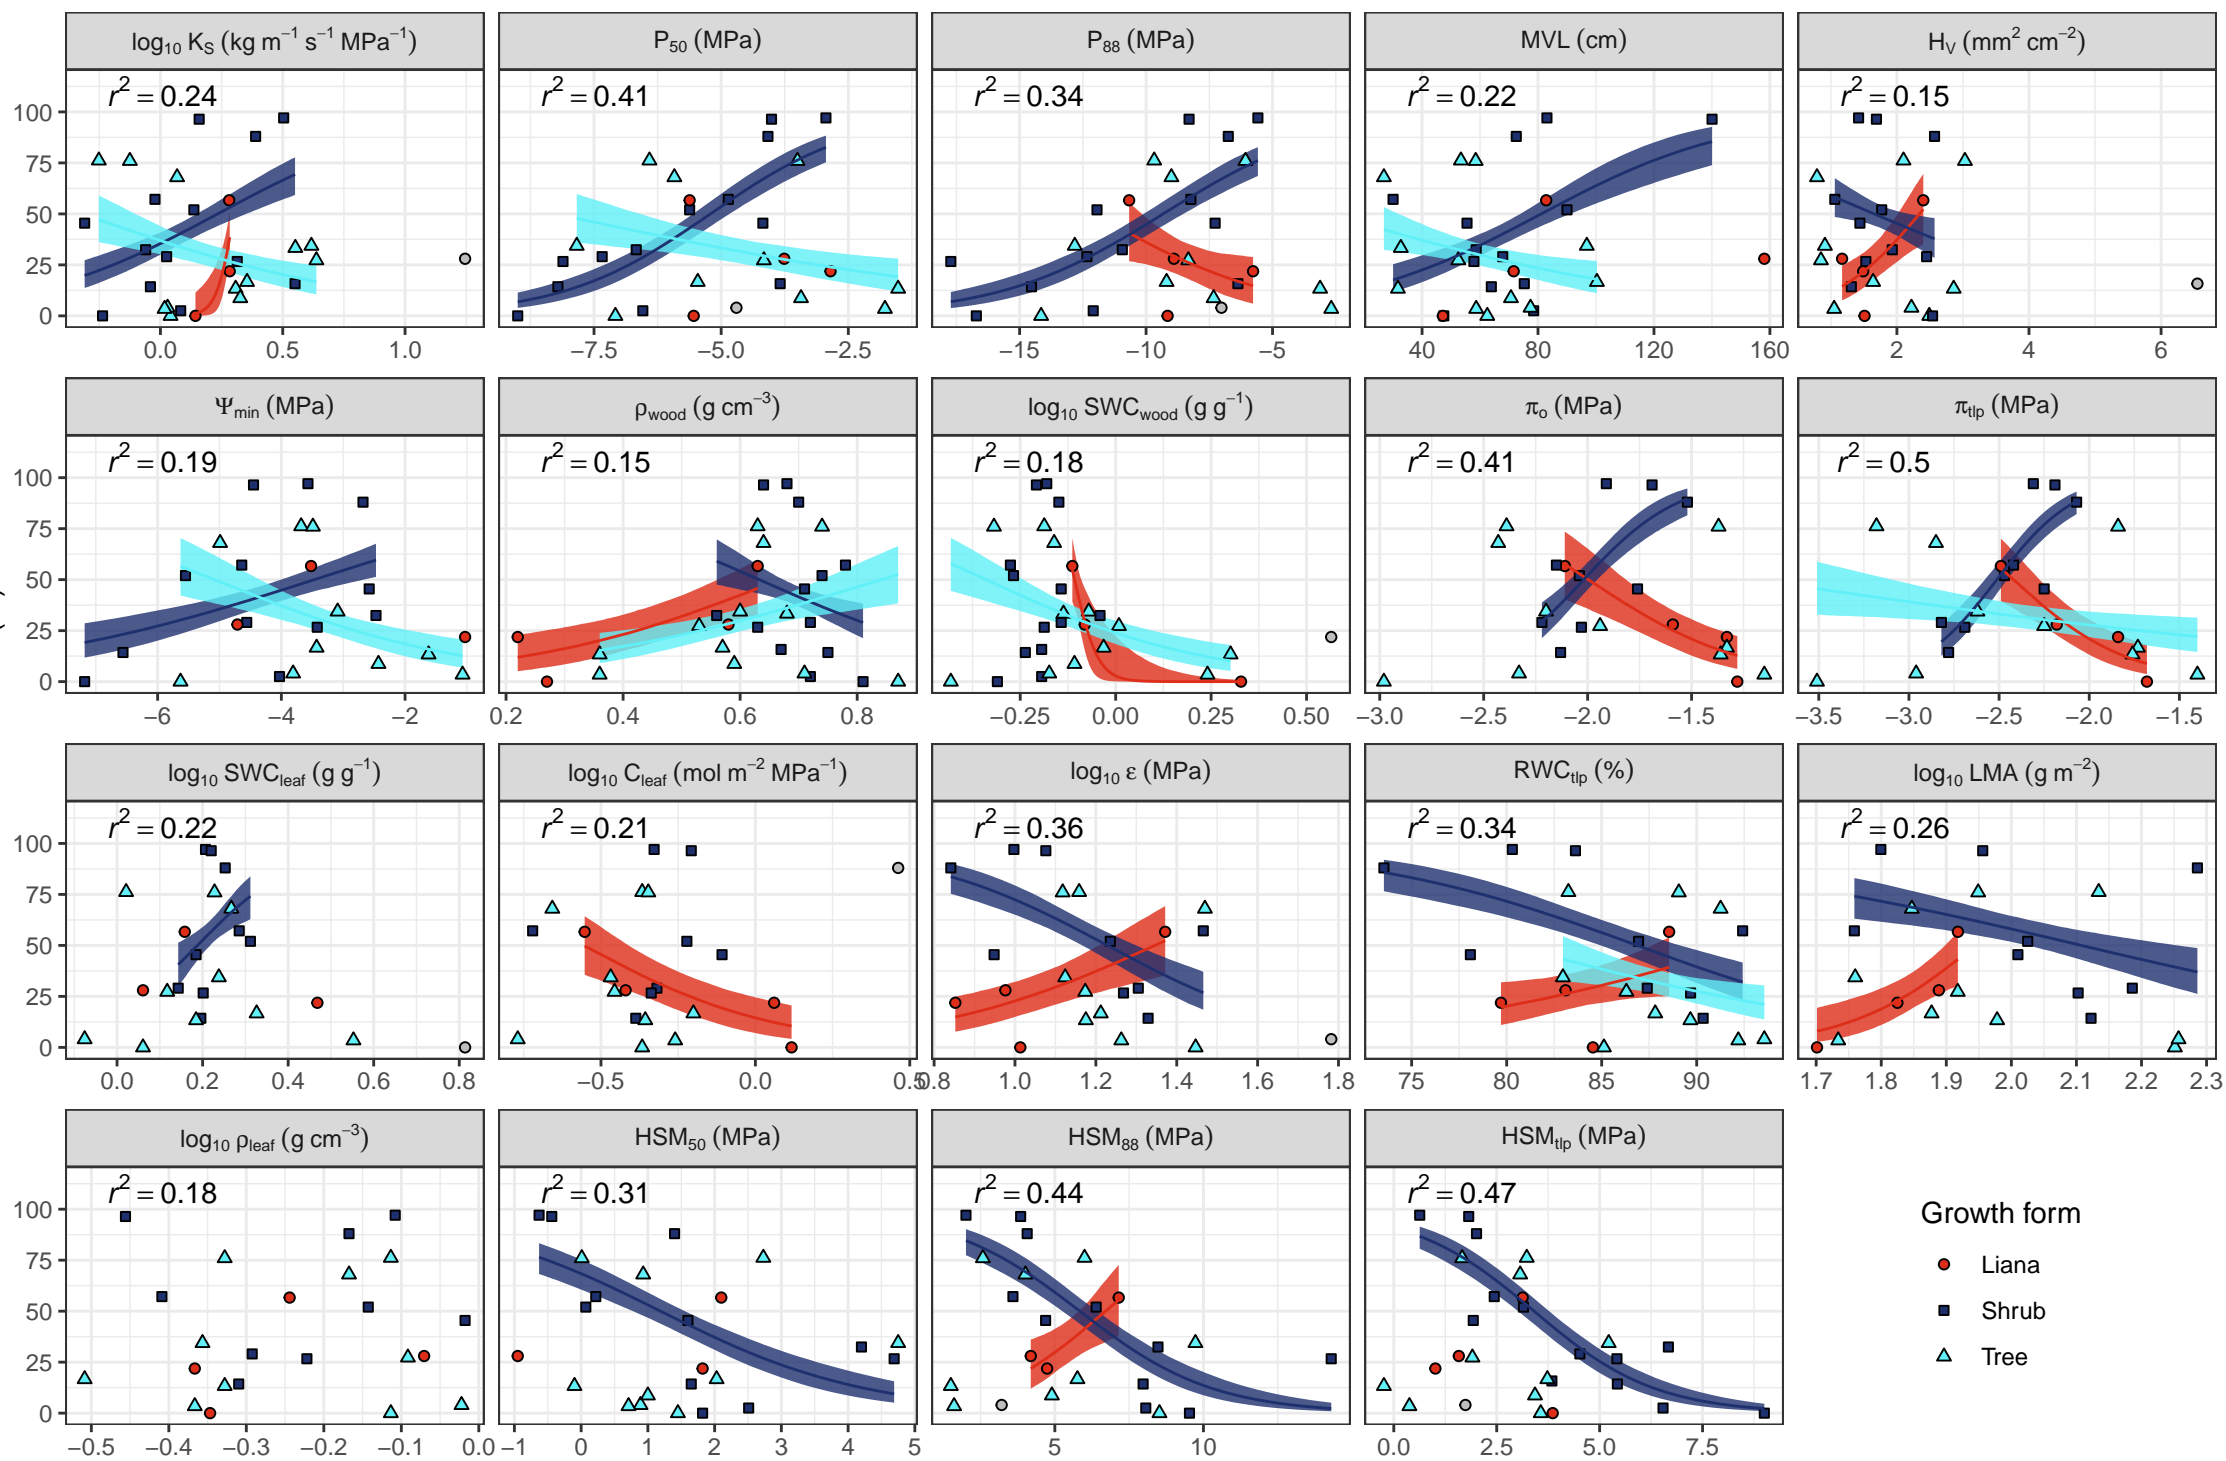 log₁₀ K_S (kg m⁻¹ s⁻¹ MPa⁻¹) P₅₀ (MPa) P₈₈ (MPa) MVL (cm) H_V (mm² cm⁻²)
r² = 0.24 r² = 0.41 r² = 0.34 r² = 0.22 r² = 0.15
100
75
50
25
0
0.0 0.5 1.0 −7.5 −5.0 −2.5 −15 −10 −5 40 80 120 160 2 4 6
Ψ_min (MPa) ρ_wood (g cm⁻³) log₁₀ SWC_wood (g g⁻¹) π_o (MPa) π_tlp (MPa)
r² = 0.19 r² = 0.15 r² = 0.18 r² = 0.41 r² = 0.5
100
75
50
25
0
−6 −4 −2 0.2 0.4 0.6 0.8 −0.25 0.00 0.25 0.50 −3.0 −2.5 −2.0 −1.5 −3.5 −3.0 −2.5 −2.0 −1.5
log₁₀ SWC_leaf (g g⁻¹) log₁₀ C_leaf (mol m⁻² MPa⁻¹) log₁₀ ε (MPa) RWC_tlp (%) log₁₀ LMA (g m⁻²)
r² = 0.22 r² = 0.21 r² = 0.36 r² = 0.34 r² = 0.26
100
75
50
25
0
0.0 0.2 0.4 0.6 0.8 −0.5 0.0 0.5 0.8 1.0 1.2 1.4 1.6 1.8 75 80 85 90 1.7 1.8 1.9 2.0 2.1 2.2 2.3
log₁₀ ρ_leaf (g cm⁻³) HSM₅₀ (MPa) HSM₈₈ (MPa) HSM_tlp (MPa)
r² = 0.18 r² = 0.31 r² = 0.44 r² = 0.47
100
75
50
25
0
−0.5 −0.4 −0.3 −0.2 −0.1 0.0 −1 0 1 2 3 4 5 5 10 0.0 2.5 5.0 7.5
Growth form
Liana
Shrub
Tree